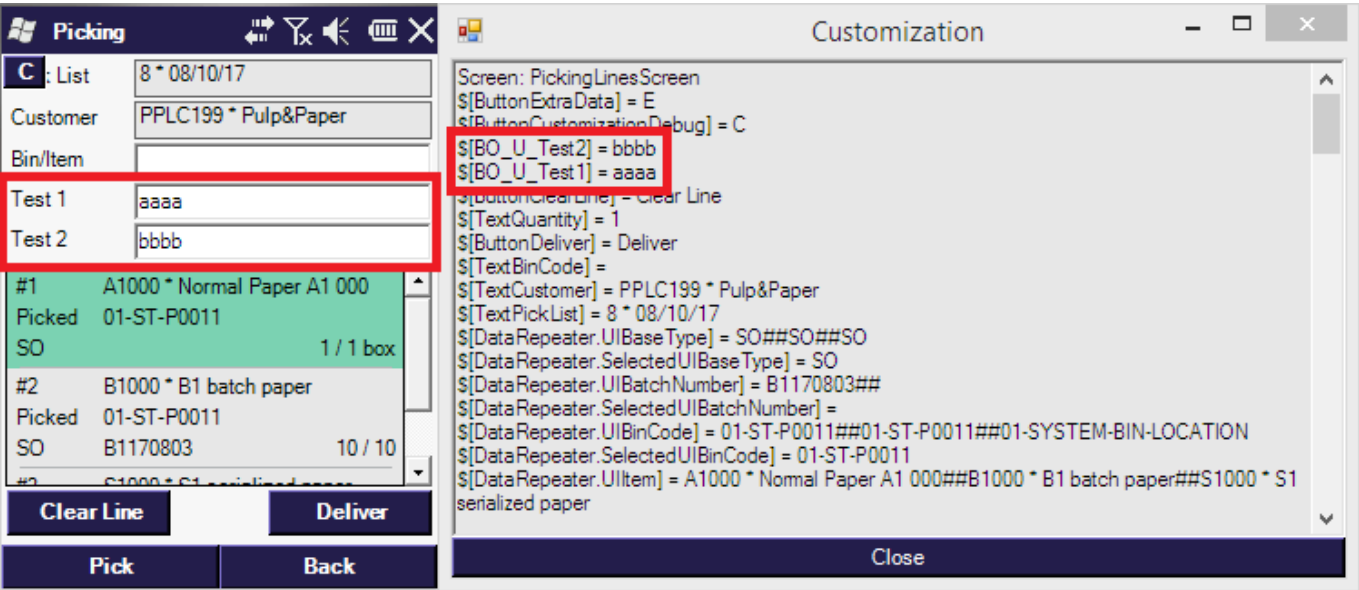 Picking
C : List
8 * 08/10/17
Customer
PPLC199 * Pulp&Paper
Bin/Item
Test 1
aaaa
Test 2
bbbb
#1 A1000 * Normal Paper A1 000
Picked 01-ST-P0011
SO 1 / 1 box
#2 B1000 * B1 batch paper
Picked 01-ST-P0011
SO B1170803 10 / 10
#3 S1000 * S1 serialized paper
Clear Line
Deliver
Pick
Back
Customization
Screen: PickingLinesScreen
$[ButtonExtraData] = E
$[ButtonCustomizationDebug] = C
$[BO_U_Test2] = bbbb
$[BO_U_Test1] = aaaa
$[ButtonClearLine] = Clear Line
$[TextQuantity] = 1
$[ButtonDeliver] = Deliver
$[TextBinCode] =
$[TextCustomer] = PPLC199 * Pulp&Paper
$[TextPickList] = 8 * 08/10/17
$[DataRepeater.UIBaseType] = SO##SO##SO
$[DataRepeater.SelectedUIBaseType] = SO
$[DataRepeater.UIBatchNumber] = B1170803##
$[DataRepeater.SelectedUIBatchNumber] =
$[DataRepeater.UIBinCode] = 01-ST-P0011##01-ST-P0011##01-SYSTEM-BIN-LOCATION
$[DataRepeater.SelectedUIBinCode] = 01-ST-P0011
$[DataRepeater.UIItem] = A1000 * Normal Paper A1 000##B1000 * B1 batch paper##S1000 * S1
serialized paper
Close